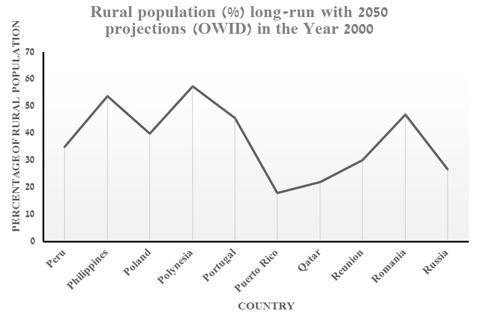 Rural population (%) long-run with 2050
projections (OWID) in the Year 2000
PERCENTAGE OF RURAL POPULATION
70
60
50
40
30
20
10
0
Peru
Philippines
Poland
Polynesia
Portugal
Puerto Rico
Qatar
Reunion
Romania
Russia
COUNTRY